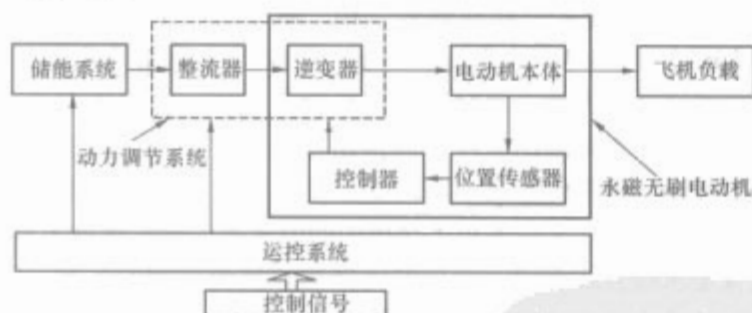 储能系统
整流器
逆变器
电动机本体
飞机负载
动力调节系统
控制器
位置传感器
永磁无刷电动机
运控系统
控制信号